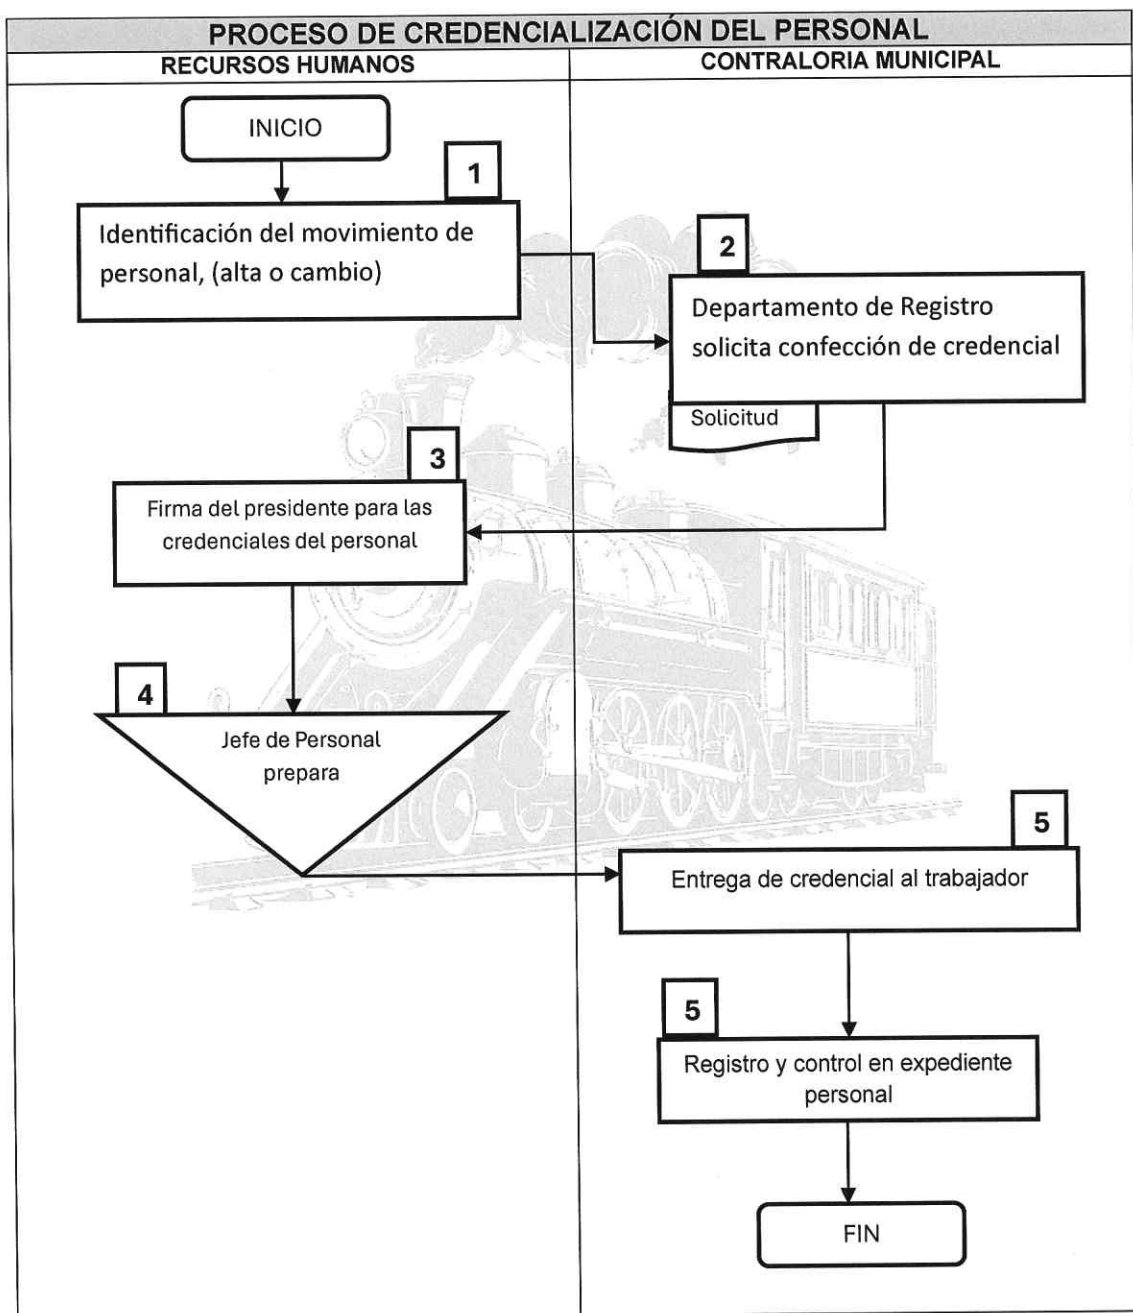 PROCESO DE CREDENCIALIZACIÓN DEL PERSONAL
RECURSOS HUMANOS
CONTRALORIA MUNICIPAL
INICIO
1
Identificación del movimiento de
personal, (alta o cambio)
2
Departamento de Registro
solicita confección de credencial
Solicitud
3
Firma del presidente para las
credenciales del personal
4
Jefe de Personal
prepara
5
Entrega de credencial al trabajador
5
Registro y control en expediente
personal
FIN